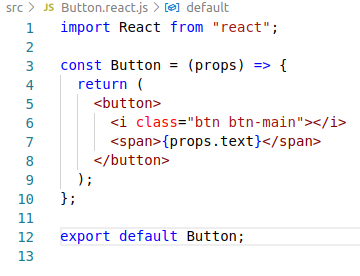 src > JS Button.react.js > default
1 import React from "react";
2
3 const Button = (props) => {
4   return (
5     <button>
6       <i class="btn btn-main"></i>
7       <span>{props.text}</span>
8     </button>
9   );
10 };
11
12 export default Button;
13